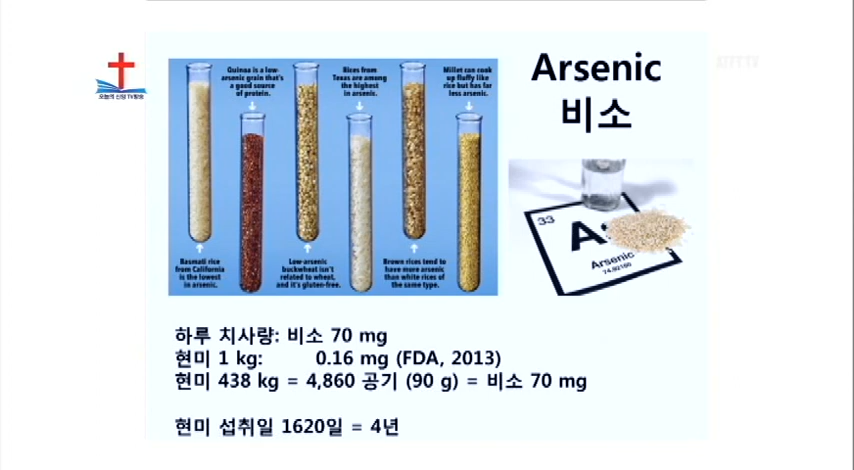 Arsenic
비소
Quinoa is a low-
arsenic grain that's
a good source
of protein.
Rices from
Texas are among
the highest
in arsenic.
Millet can cook
up fluffy like
rice but has far
less arsenic.
Basmati rice
from California
is the lowest
in arsenic.
Low-arsenic
buckwheat isn't
related to wheat,
and it's gluten-free.
Brown rices tend to
have more arsenic
than white rices of
the same type.
33
Arsenic
74.92160
하루 치사량: 비소 70 mg
현미 1 kg: 0.16 mg (FDA, 2013)
현미 438 kg = 4,860 공기 (90 g) = 비소 70 mg
현미 섭취일 1620일 = 4년